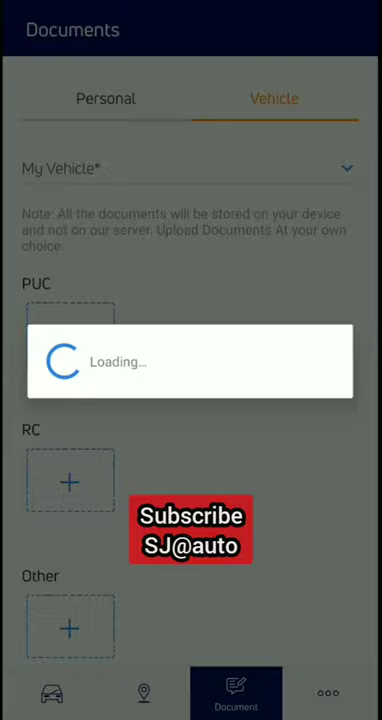 Documents
Personal
Vehicle
My Vehicle*
Note: All the documents will be stored on your device
and not on our server. Upload Documents At your own
choice.
PUC
Loading...
RC
Subscribe
SJ@auto
Other
Document